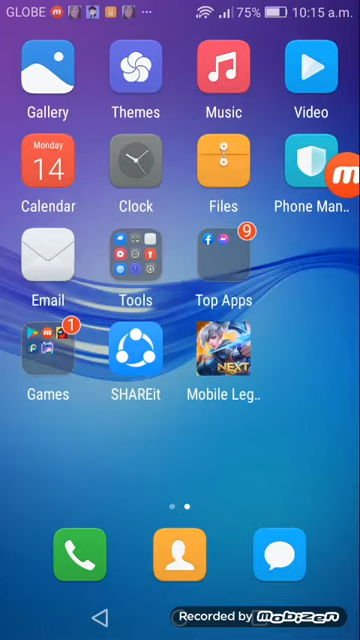 GLOBE 75% 10:15 a.m.
Gallery Themes Music Video
Monday
14
Calendar Clock Files Phone Man..
9
Email Tools Top Apps
1
NEXT
Games SHAREit Mobile Leg..
Recorded by Mobizen